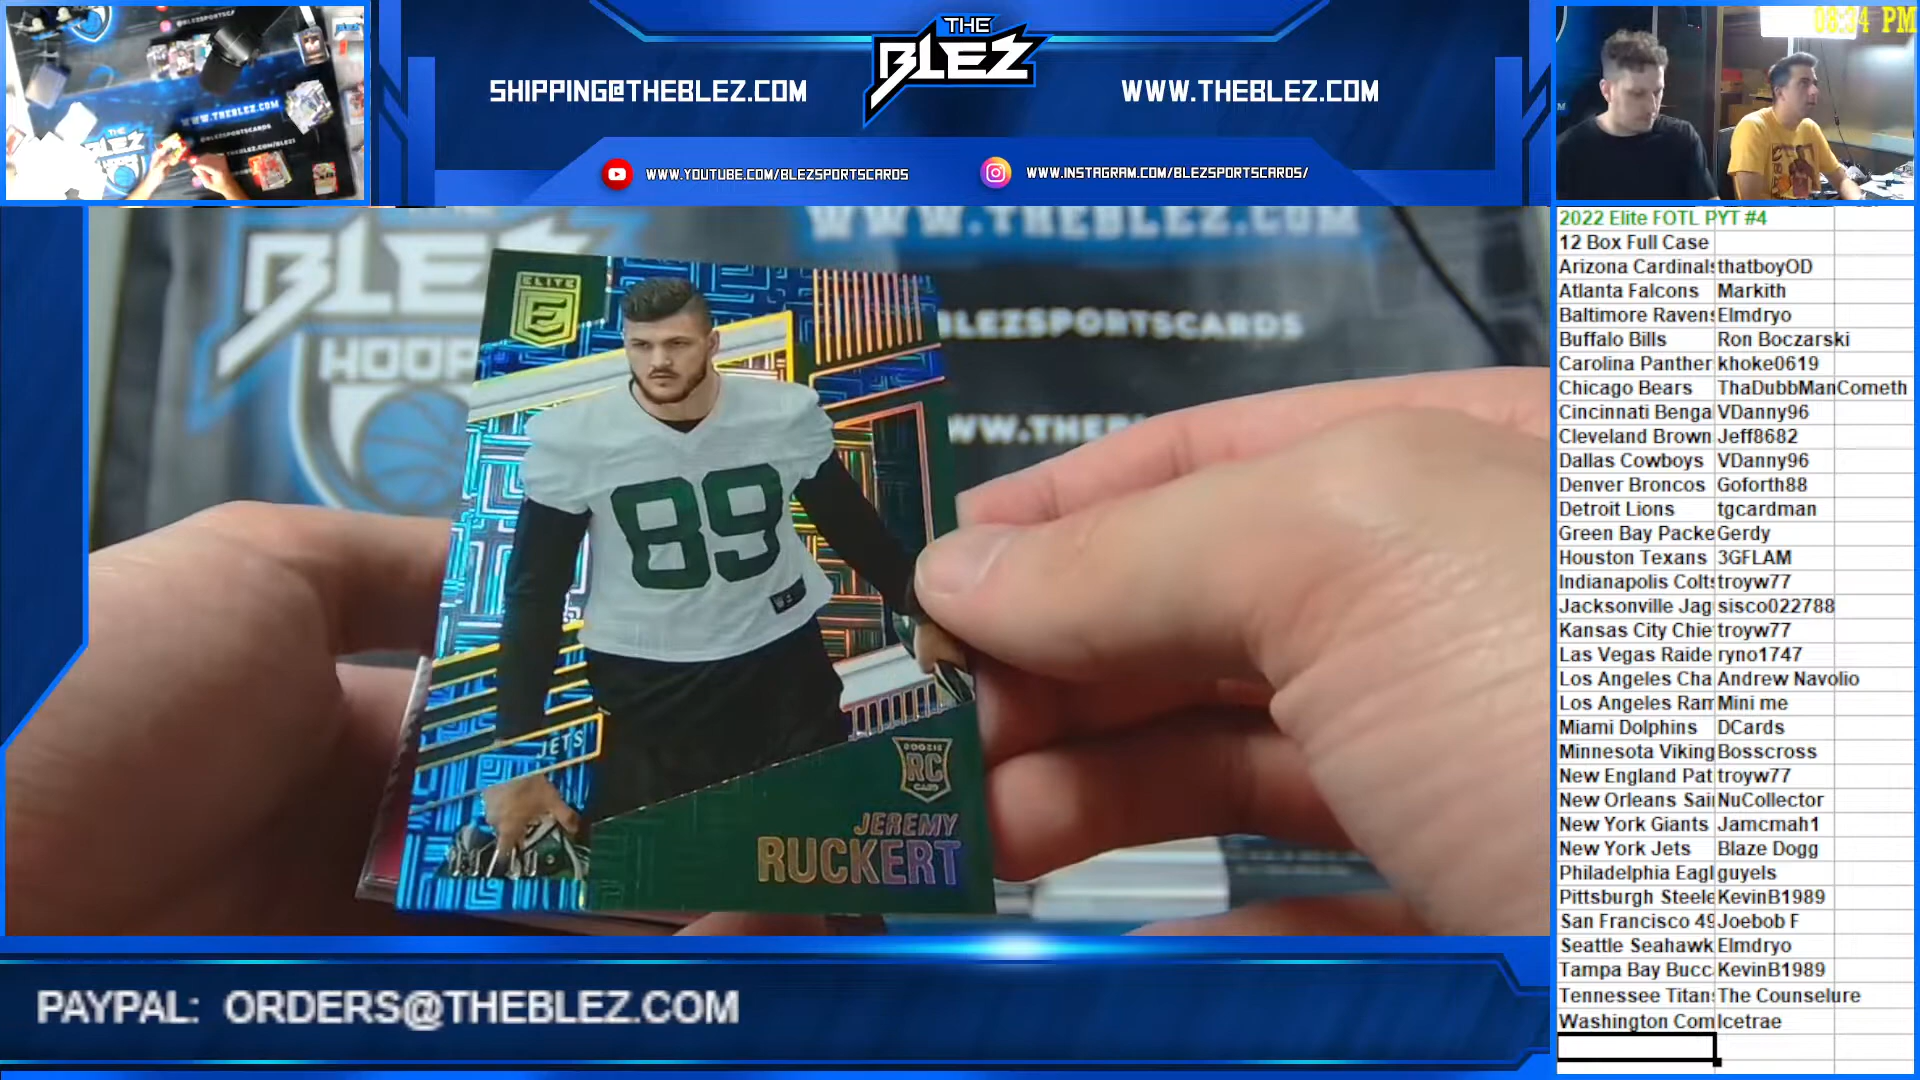 THE
BLEZ
SHIPPING@THEBLEZ.COM
WWW.THEBLEZ.COM
WWW.YOUTUBE.COM/BLEZSPORTSCARDS
WWW.INSTAGRAM.COM/BLEZSPORTSCARDS/
WWW.THEBLEZ.COM
BLEZSPORTSCARDS
HOOP
ELITE
E
89
JETS
RC
CARD
JEREMY
RUCKERT
PAYPAL: ORDERS@THEBLEZ.COM
2022 Elite FOTL PYT #4
12 Box Full Case
Arizona Cardinals thatboyOD
Atlanta Falcons Markith
Baltimore Ravens Elmdryo
Buffalo Bills Ron Boczarski
Carolina Panther khoke0619
Chicago Bears ThaDubbManCometh
Cincinnati Benga VDanny96
Cleveland Brown Jeff8682
Dallas Cowboys VDanny96
Denver Broncos Goforth88
Detroit Lions tgcardman
Green Bay Packe Gerdy
Houston Texans 3GFLAM
Indianapolis Colts troyw77
Jacksonville Jag sisco022788
Kansas City Chie troyw77
Las Vegas Raide ryno1747
Los Angeles Cha Andrew Navolio
Los Angeles Ram Mini me
Miami Dolphins DCards
Minnesota Viking Bosscross
New England Pat troyw77
New Orleans Sai NuCollector
New York Giants Jamcmah1
New York Jets Blaze Dogg
Philadelphia Eagl guyels
Pittsburgh Steele KevinB1989
San Francisco 49 Joebob F
Seattle Seahawk Elmdryo
Tampa Bay Bucc KevinB1989
Tennessee Titans The Counselure
Washington Com Icetrae